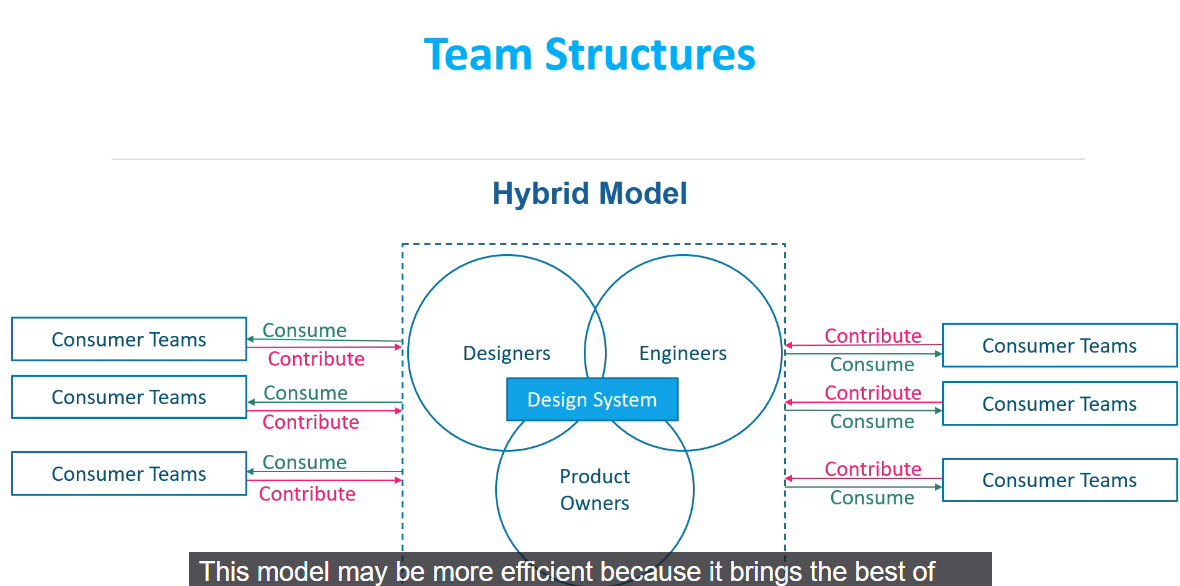 Team Structures
Hybrid Model
Consumer Teams
Consume
Contribute
Consumer Teams
Consume
Contribute
Consumer Teams
Consume
Contribute
Designers
Engineers
Design System
Product
Owners
Contribute
Consume
Consumer Teams
Contribute
Consume
Consumer Teams
Contribute
Consume
Consumer Teams
This model may be more efficient because it brings the best of